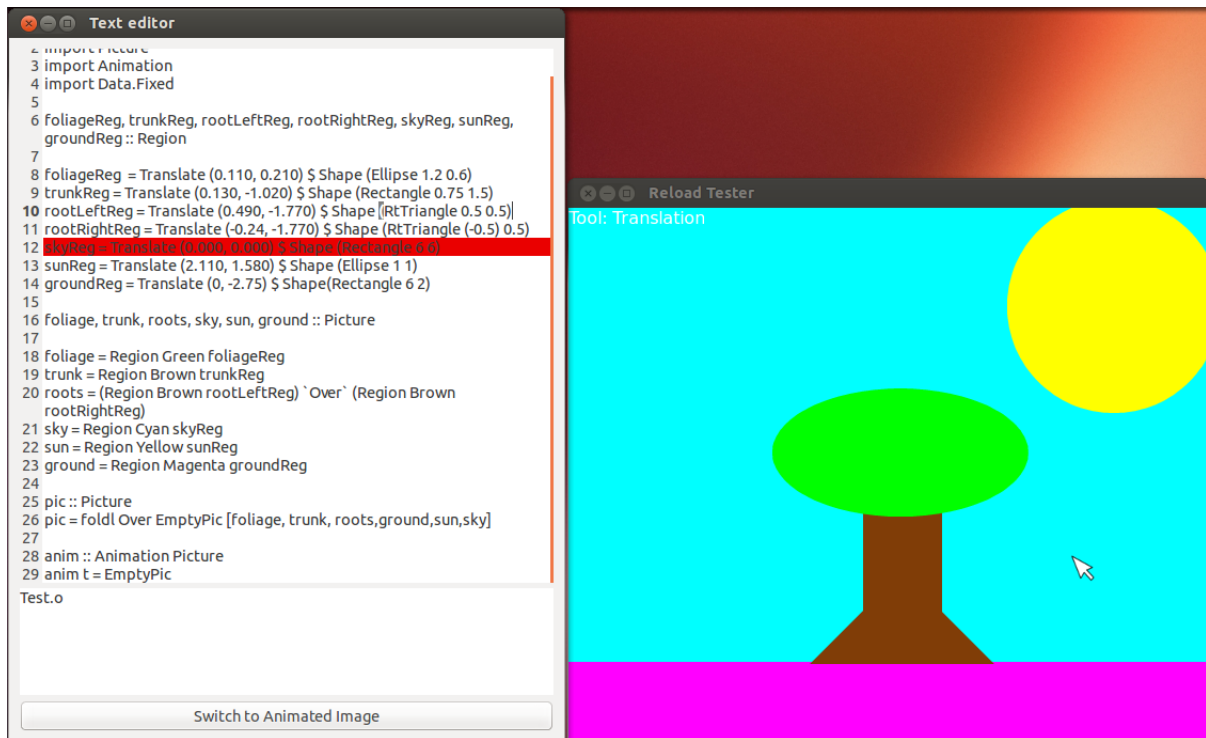 Text editor
2 import Picture
3 import Animation
4 import Data.Fixed
5
6 foliageReg, trunkReg, rootLeftReg, rootRightReg, skyReg, sunReg,
groundReg :: Region
7
8 foliageReg = Translate (0.110, 0.210) $ Shape (Ellipse 1.2 0.6)
9 trunkReg = Translate (0.130, -1.020) $ Shape (Rectangle 0.75 1.5)
10 rootLeftReg = Translate (0.490, -1.770) $ Shape (RtTriangle 0.5 0.5)
11 rootRightReg = Translate (-0.24, -1.770) $ Shape (RtTriangle (-0.5) 0.5)
12 skyReg = Translate (0.000, 0.000) $ Shape (Rectangle 6 6)
13 sunReg = Translate (2.110, 1.580) $ Shape (Ellipse 1 1)
14 groundReg = Translate (0, -2.75) $ Shape(Rectangle 6 2)
15
16 foliage, trunk, roots, sky, sun, ground :: Picture
17
18 foliage = Region Green foliageReg
19 trunk = Region Brown trunkReg
20 roots = (Region Brown rootLeftReg) `Over` (Region Brown
rootRightReg)
21 sky = Region Cyan skyReg
22 sun = Region Yellow sunReg
23 ground = Region Magenta groundReg
24
25 pic :: Picture
26 pic = foldl Over EmptyPic [foliage, trunk, roots,ground,sun,sky]
27
28 anim :: Animation Picture
29 anim t = EmptyPic
Test.o
Switch to Animated Image
Reload Tester
Tool: Translation